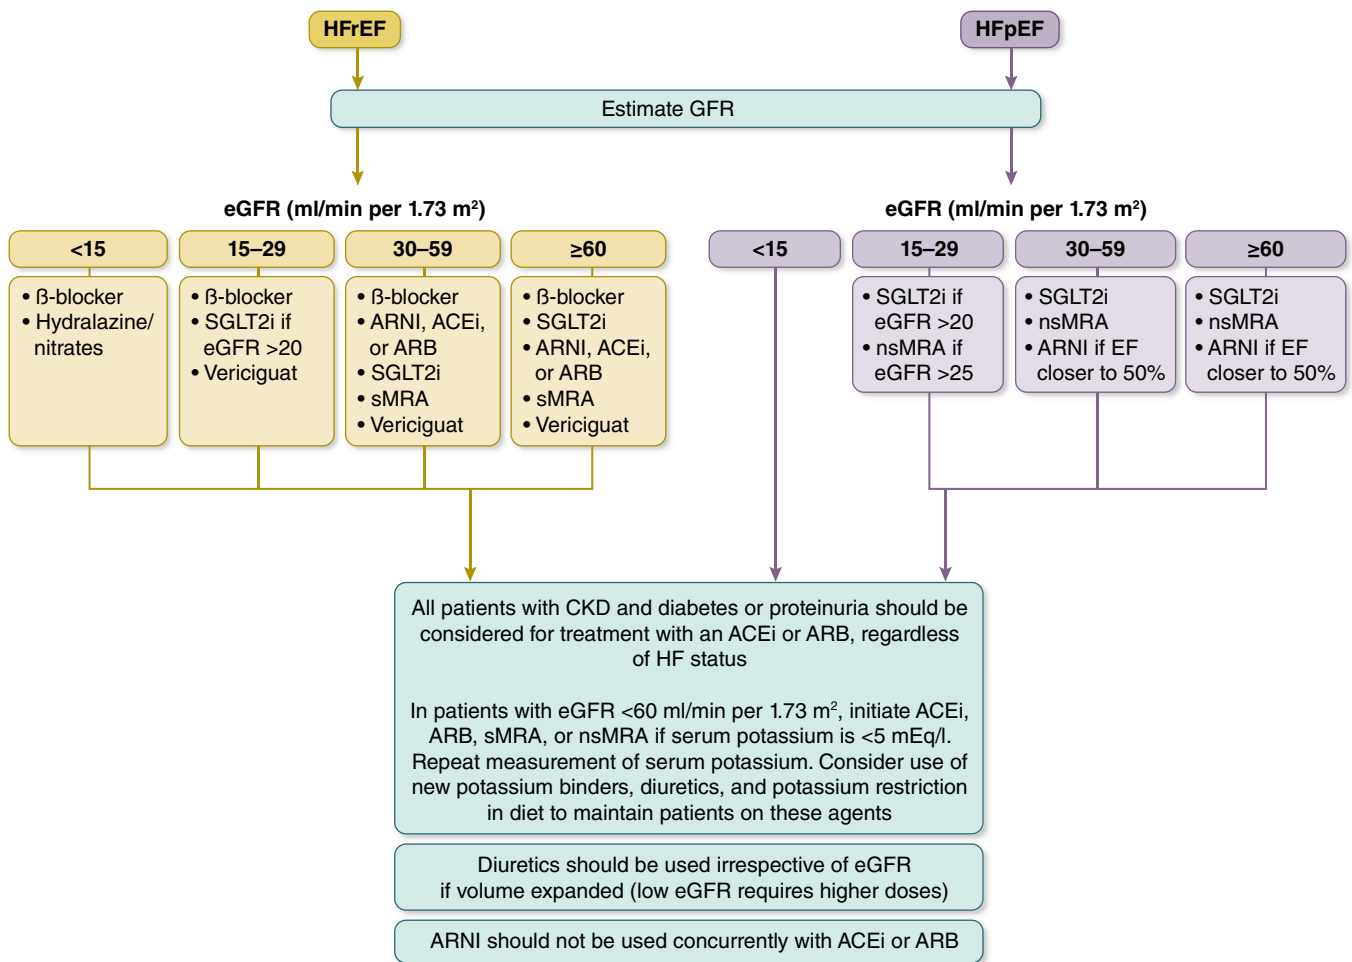 HFrEF
HFpEF
Estimate GFR
eGFR (ml/min per 1.73 m²)
<15
15–29
30–59
≥60
• ß-blocker
• Hydralazine/
nitrates
• ß-blocker
• SGLT2i if
eGFR >20
• Vericiguat
• ß-blocker
• ARNI, ACEi,
or ARB
• SGLT2i
• sMRA
• Vericiguat
• ß-blocker
• SGLT2i
• ARNI, ACEi,
or ARB
• sMRA
• Vericiguat
eGFR (ml/min per 1.73 m²)
<15
15–29
30–59
≥60
• SGLT2i if
eGFR >20
• nsMRA if
eGFR >25
• SGLT2i
• nsMRA
• ARNI if EF
closer to 50%
• SGLT2i
• nsMRA
• ARNI if EF
closer to 50%
All patients with CKD and diabetes or proteinuria should be
considered for treatment with an ACEi or ARB, regardless
of HF status
In patients with eGFR <60 ml/min per 1.73 m², initiate ACEi,
ARB, sMRA, or nsMRA if serum potassium is <5 mEq/l.
Repeat measurement of serum potassium. Consider use of
new potassium binders, diuretics, and potassium restriction
in diet to maintain patients on these agents
Diuretics should be used irrespective of eGFR
if volume expanded (low eGFR requires higher doses)
ARNI should not be used concurrently with ACEi or ARB